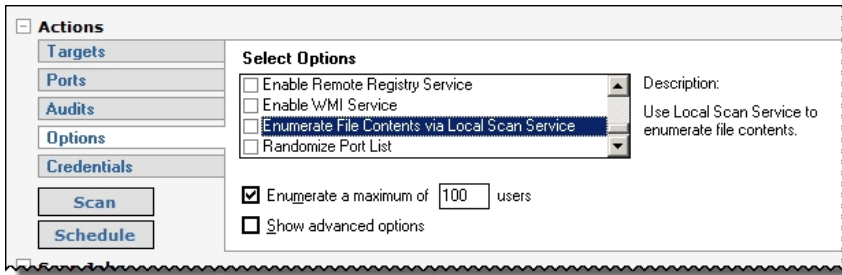 Actions
Targets
Ports
Audits
Options
Credentials
Scan
Schedule
Select Options
Enable Remote Registry Service
Enable WMI Service
Enumerate File Contents via Local Scan Service
Randomize Port List
Description:
Use Local Scan Service to
enumerate file contents.
Enumerate a maximum of 100 users
Show advanced options